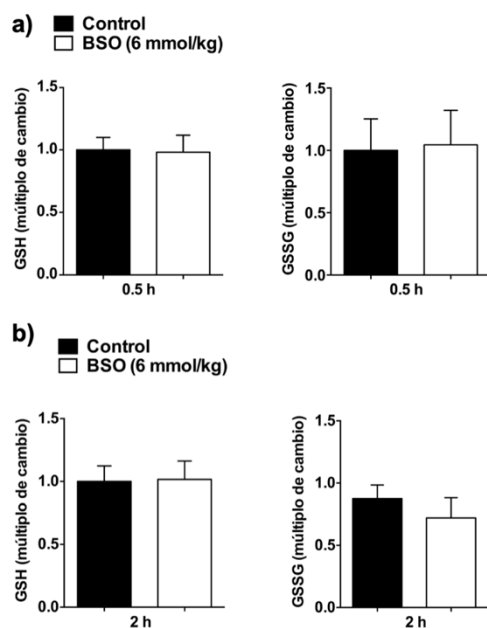 a)
Control
BSO (6 mmol/kg)
GSH (múltiplo de cambio)
1.5
1.0
0.5
0.0
0.5 h
GSSG (múltiplo de cambio)
1.5
1.0
0.5
0.0
0.5 h
b)
Control
BSO (6 mmol/kg)
GSH (múltiplo de cambio)
1.5
1.0
0.5
0.0
2 h
GSSG (múltiplo de cambio)
1.5
1.0
0.5
0.0
2 h